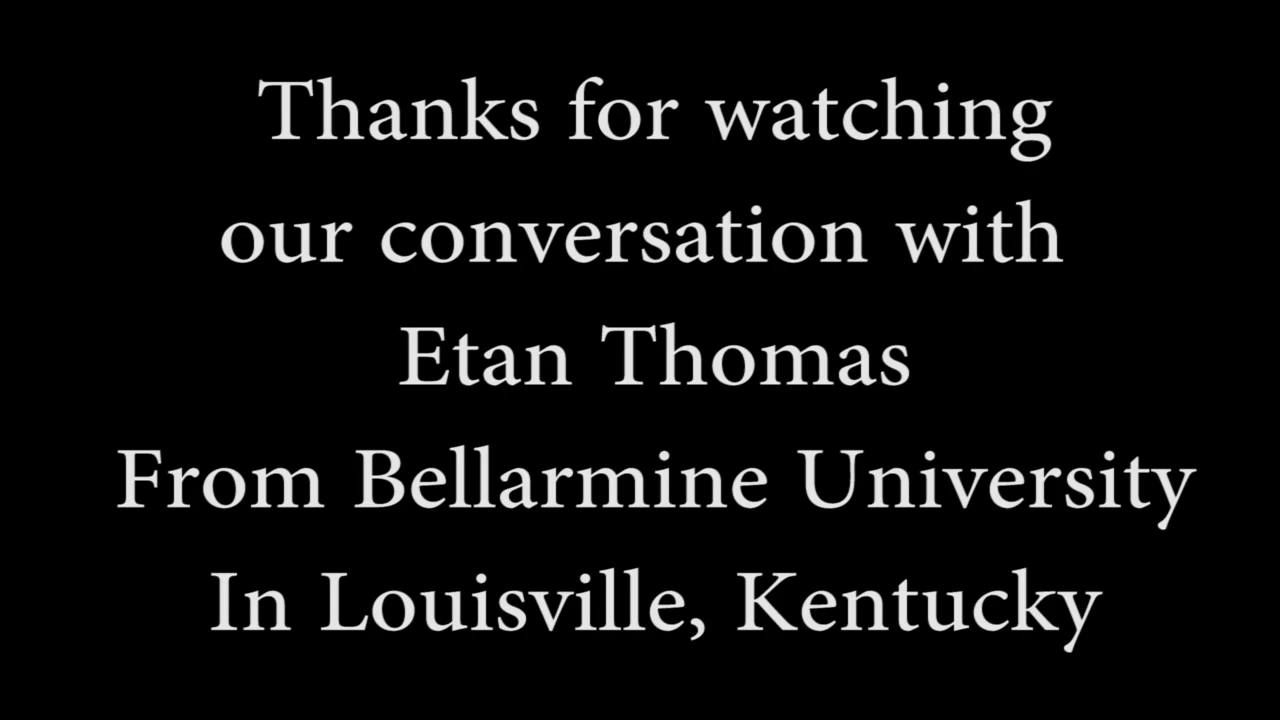 Thanks for watching
our conversation with
Etan Thomas
From Bellarmine University
In Louisville, Kentucky